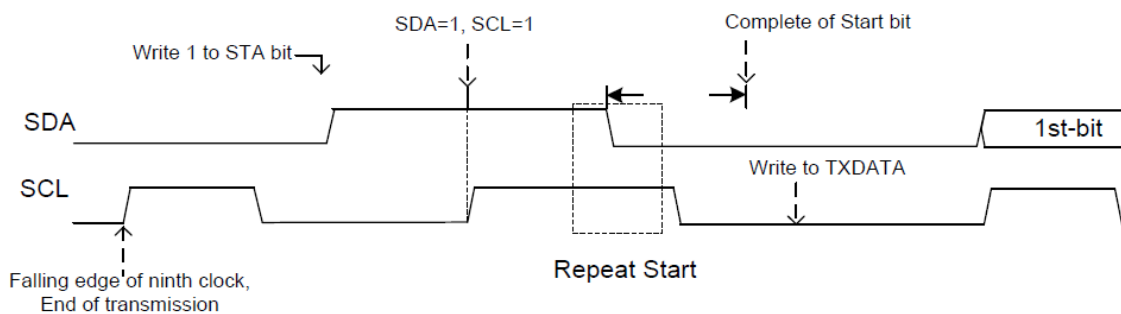 SDA=1, SCL=1
Complete of Start bit
Write 1 to STA bit
SDA
1st-bit
Write to TXDATA
SCL
Repeat Start
Falling edge of ninth clock,
End of transmission